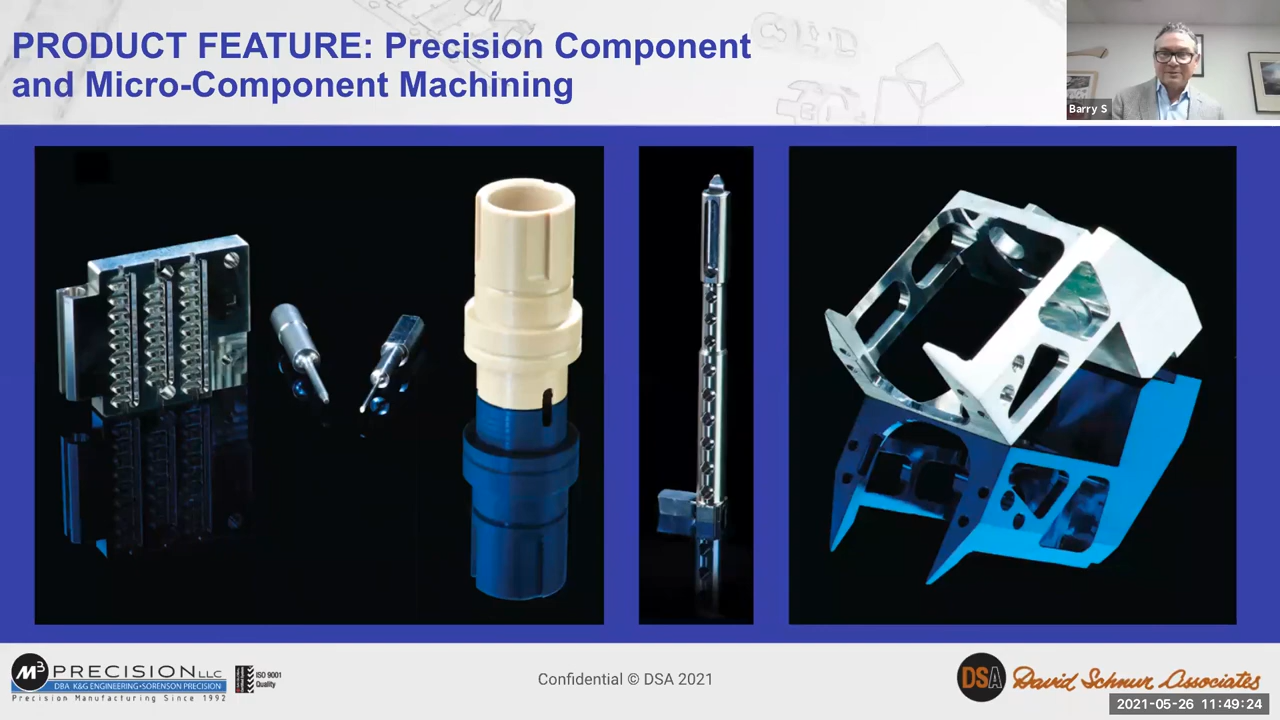 PRODUCT FEATURE: Precision Component
and Micro-Component Machining
Barry S
M3 PRECISION LLC
DBA K&G ENGINEERING•SORENSON PRECISION
Precision Manufacturing Since 1992
ISO 9001
Quality
Confidential © DSA 2021
DSA David Schnur Associates
2021-05-26 11:49:24